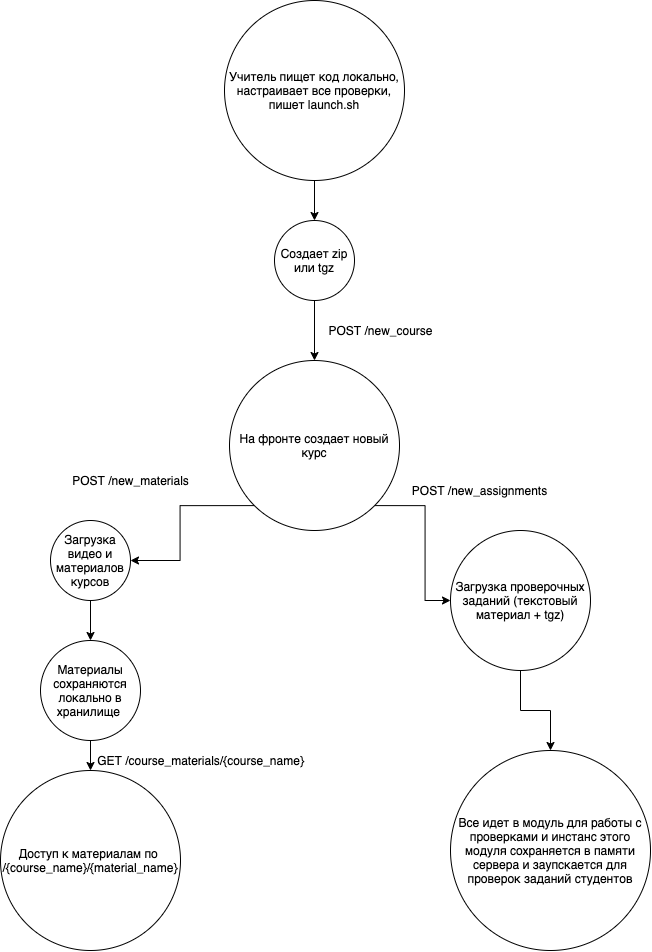 Учитель пищет код локально,
настраивает все проверки,
пишет launch.sh
Создает zip
или tgz
POST /new_course
На фронте создает новый
курс
POST /new_materials
POST /new_assignments
Загрузка
видео и
материалов
курсов
Загрузка проверочных
заданий (текстовый
материал + tgz)
Материалы
сохраняются
локально в
хранилище
GET /course_materials/{course_name}
Доступ к материалам по
/{course_name}/{material_name}
Все идет в модуль для работы с
проверками и инстанс этого
модуля сохраняется в памяти
сервера и заупскается для
проверок заданий студентов